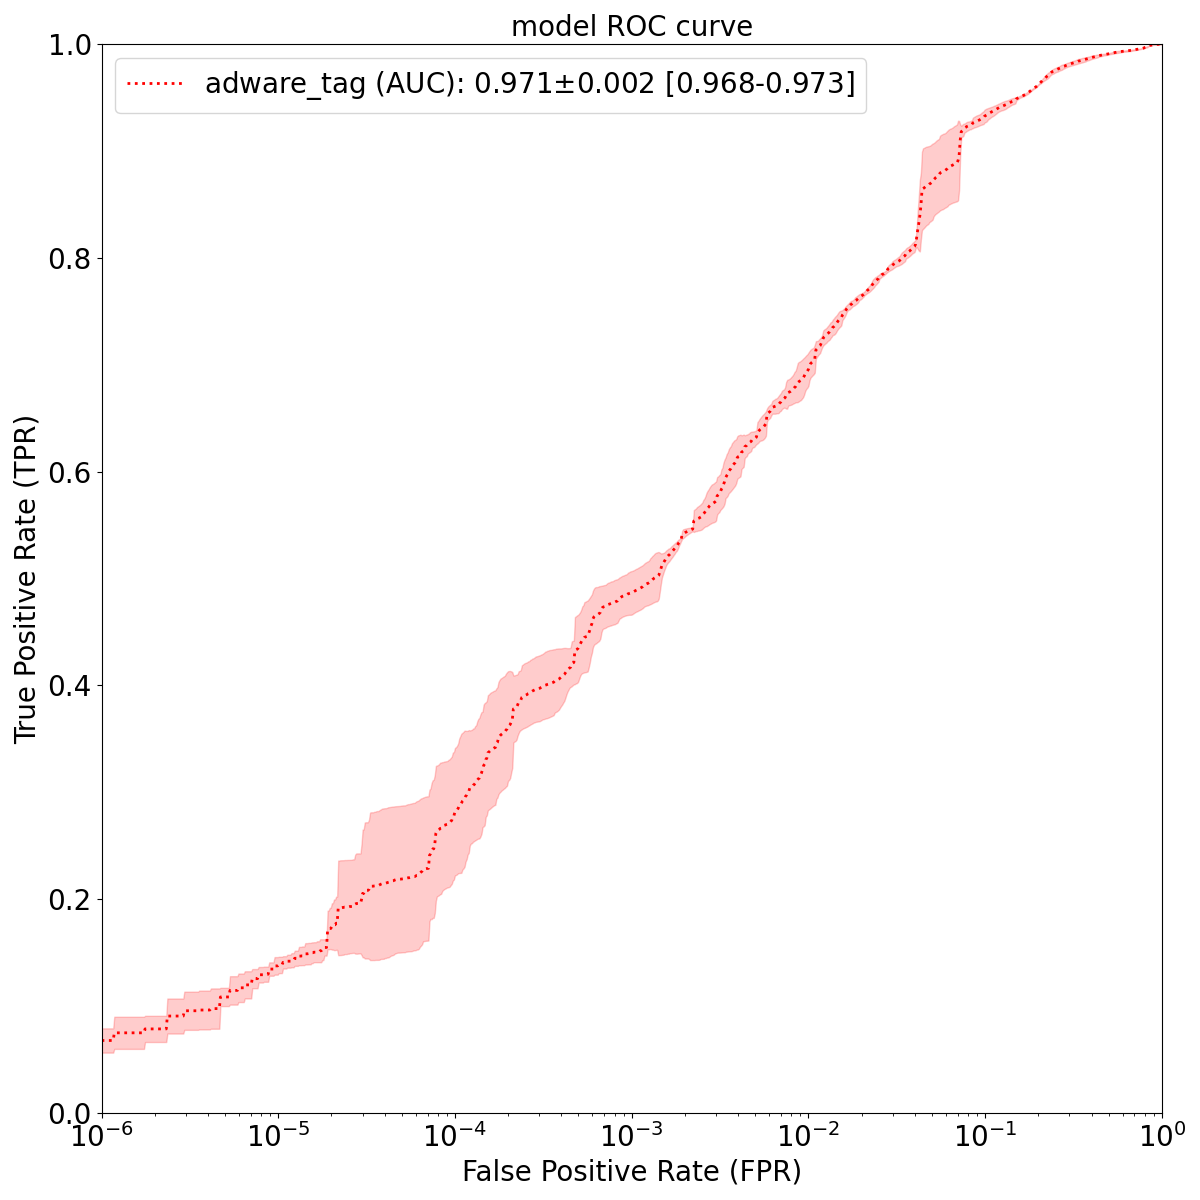 model ROC curve
adware_tag (AUC): 0.971±0.002 [0.968-0.973]
True Positive Rate (TPR)
1.0
0.8
0.6
0.4
0.2
0.0
10⁻⁶ 10⁻⁵ 10⁻⁴ 10⁻³ 10⁻² 10⁻¹ 10⁰
False Positive Rate (FPR)